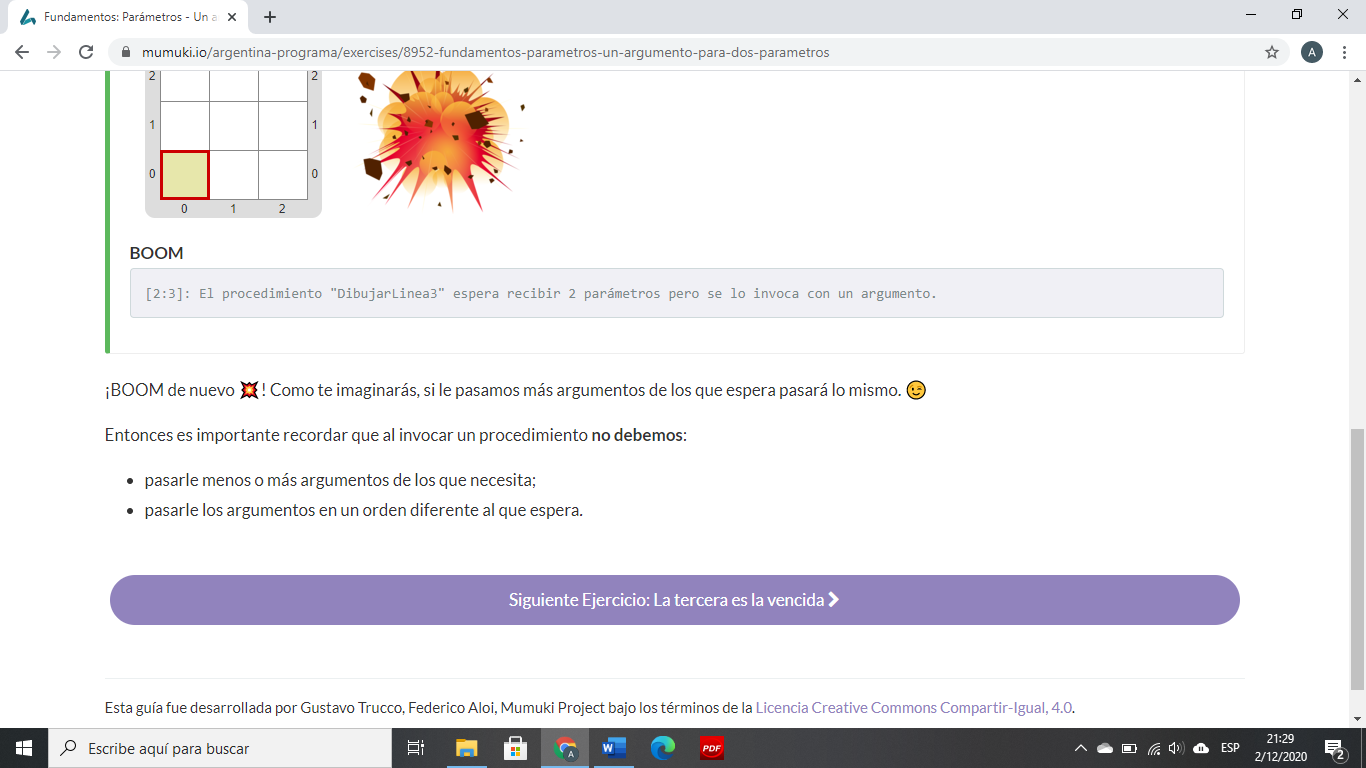 Fundamentos: Parámetros - Un a
mumuki.io/argentina-programa/exercises/8952-fundamentos-parametros-un-argumento-para-dos-parametros
A
2 2
1 1
0 0
0 1 2
BOOM
[2:3]: El procedimiento "DibujarLinea3" espera recibir 2 parámetros pero se lo invoca con un argumento.
¡BOOM de nuevo 💥! Como te imaginarás, si le pasamos más argumentos de los que espera pasará lo mismo. 😉
Entonces es importante recordar que al invocar un procedimiento no debemos:
• pasarle menos o más argumentos de los que necesita;
• pasarle los argumentos en un orden diferente al que espera.
Siguiente Ejercicio: La tercera es la vencida
Esta guía fue desarrollada por Gustavo Trucco, Federico Aloi, Mumuki Project bajo los términos de la Licencia Creative Commons Compartir-Igual, 4.0.
Escribe aquí para buscar
A
W
PDF
ESP
21:29
2/12/2020
2